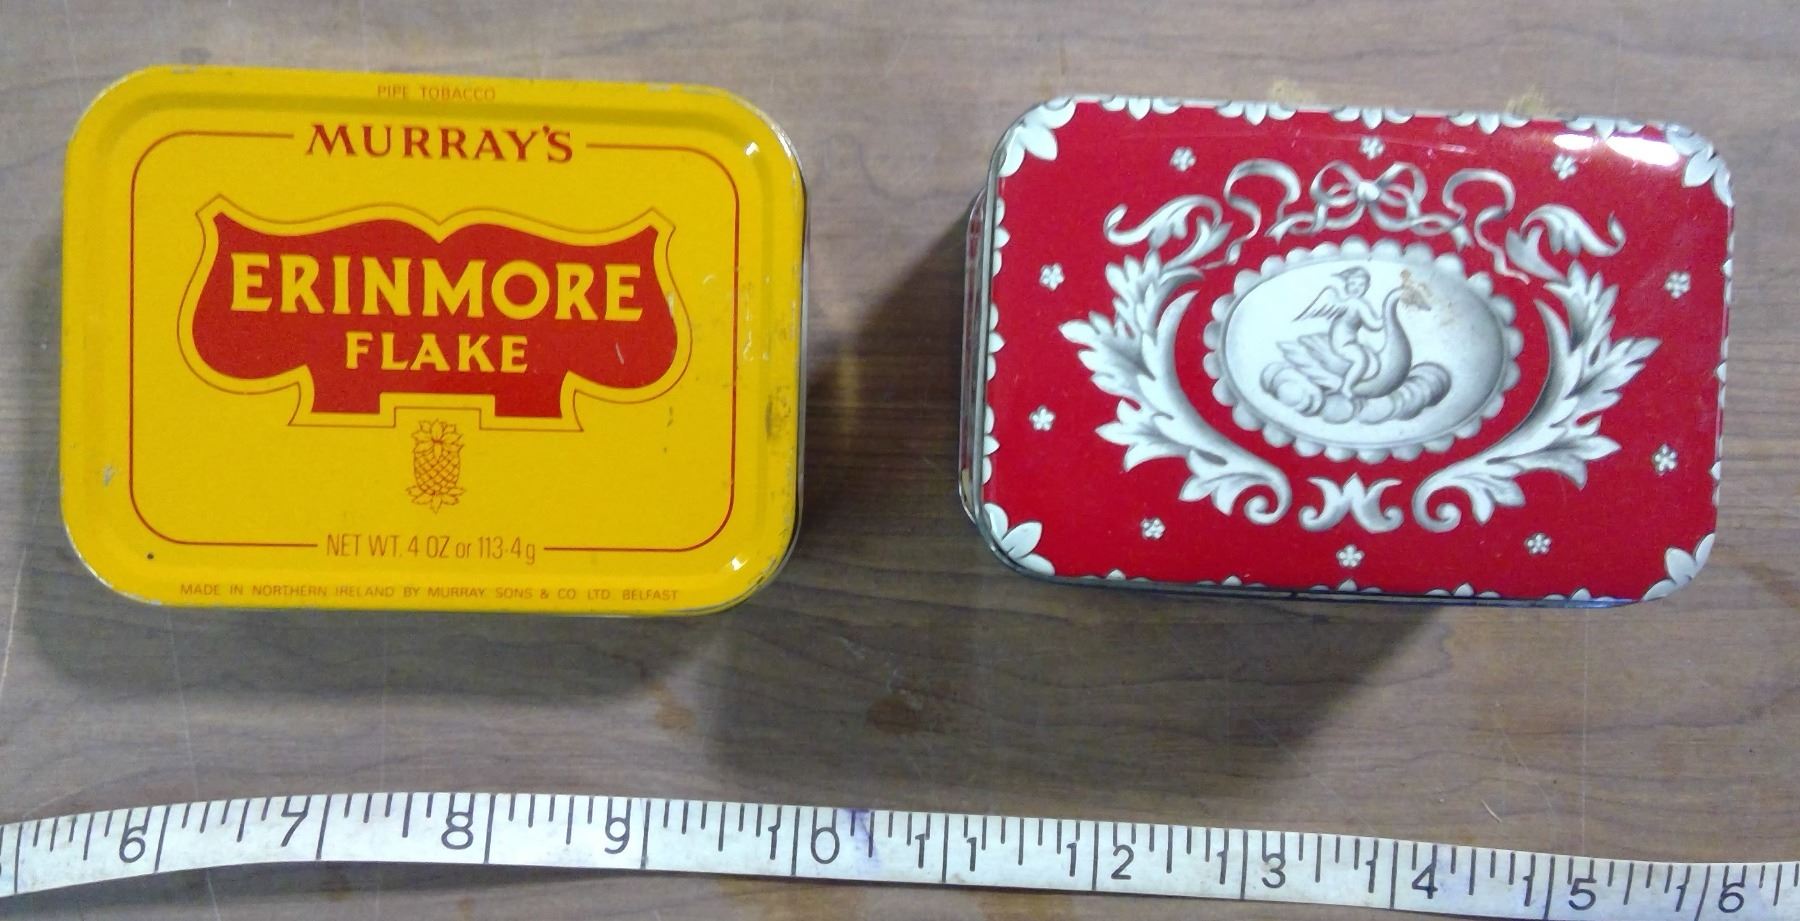 PIPE TOBACCO
MURRAY'S
ERINMORE
FLAKE
NET WT. 4 OZ or 113·4g
MADE IN NORTHERN IRELAND BY MURRAY SONS & CO LTD. BELFAST
6 7 8 9 10 11 12 13 14 15 16